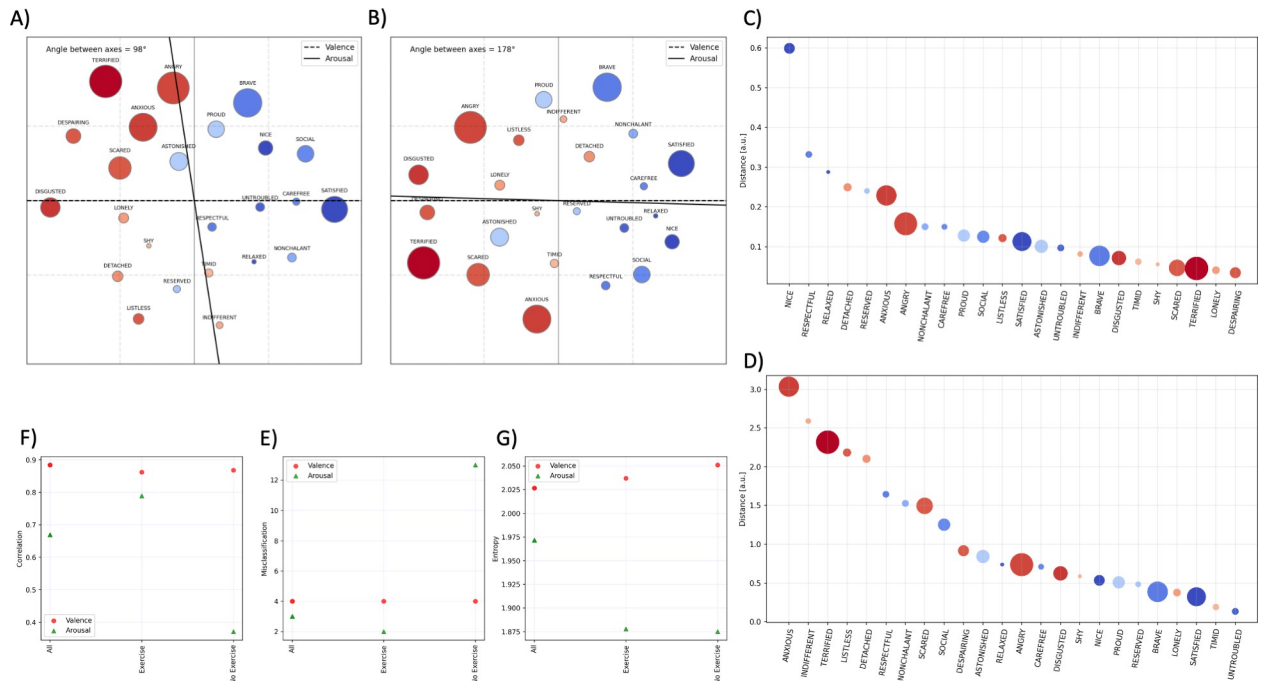 A)
Angle between axes = 98°
Valence
Arousal
TERRIFIED
ANGRY
BRAVE
ANXIOUS
DESPAIRING
PROUD
NICE
SOCIAL
SCARED
ASTONISHED
DISGUSTED
LONELY
UNTROUBLED
CAREFREE
SATISFIED
RESPECTFUL
SHY
DETACHED
TIMID
RELAXED
NONCHALANT
RESERVED
LISTLESS
INDIFFERENT
B)
Angle between axes = 178°
Valence
Arousal
BRAVE
PROUD
ANGRY
INDIFFERENT
LISTLESS
NONCHALANT
DETACHED
SATISFIED
DISGUSTED
LONELY
CAREFREE
SHY
RESERVED
RELAXED
ASTONISHED
UNTROUBLED
NICE
TERRIFIED
SCARED
TIMID
SOCIAL
RESPECTFUL
ANXIOUS
C)
Distance [a.u.]
0.6
0.5
0.4
0.3
0.2
0.1
NICE
RESPECTFUL
RELAXED
DETACHED
RESERVED
ANXIOUS
ANGRY
NONCHALANT
CAREFREE
PROUD
SOCIAL
LISTLESS
SATISFIED
ASTONISHED
UNTROUBLED
INDIFFERENT
BRAVE
DISGUSTED
TIMID
SHY
SCARED
TERRIFIED
LONELY
DESPAIRING
D)
Distance [a.u.]
3.0
2.5
2.0
1.5
1.0
0.5
0.0
ANXIOUS
INDIFFERENT
TERRIFIED
LISTLESS
DETACHED
RESPECTFUL
NONCHALANT
SCARED
SOCIAL
DESPAIRING
ASTONISHED
RELAXED
ANGRY
CAREFREE
DISGUSTED
SHY
NICE
PROUD
RESERVED
BRAVE
LONELY
SATISFIED
TIMID
UNTROUBLED
F)
Correlation
0.9
0.8
0.7
0.6
0.5
0.4
Valence
Arousal
All
Exercise
No Exercise
E)
Misclassification
12
10
8
6
4
2
Valence
Arousal
All
Exercise
No Exercise
G)
Entropy
2.050
2.025
2.000
1.975
1.950
1.925
1.900
1.875
Valence
Arousal
All
Exercise
No Exercise